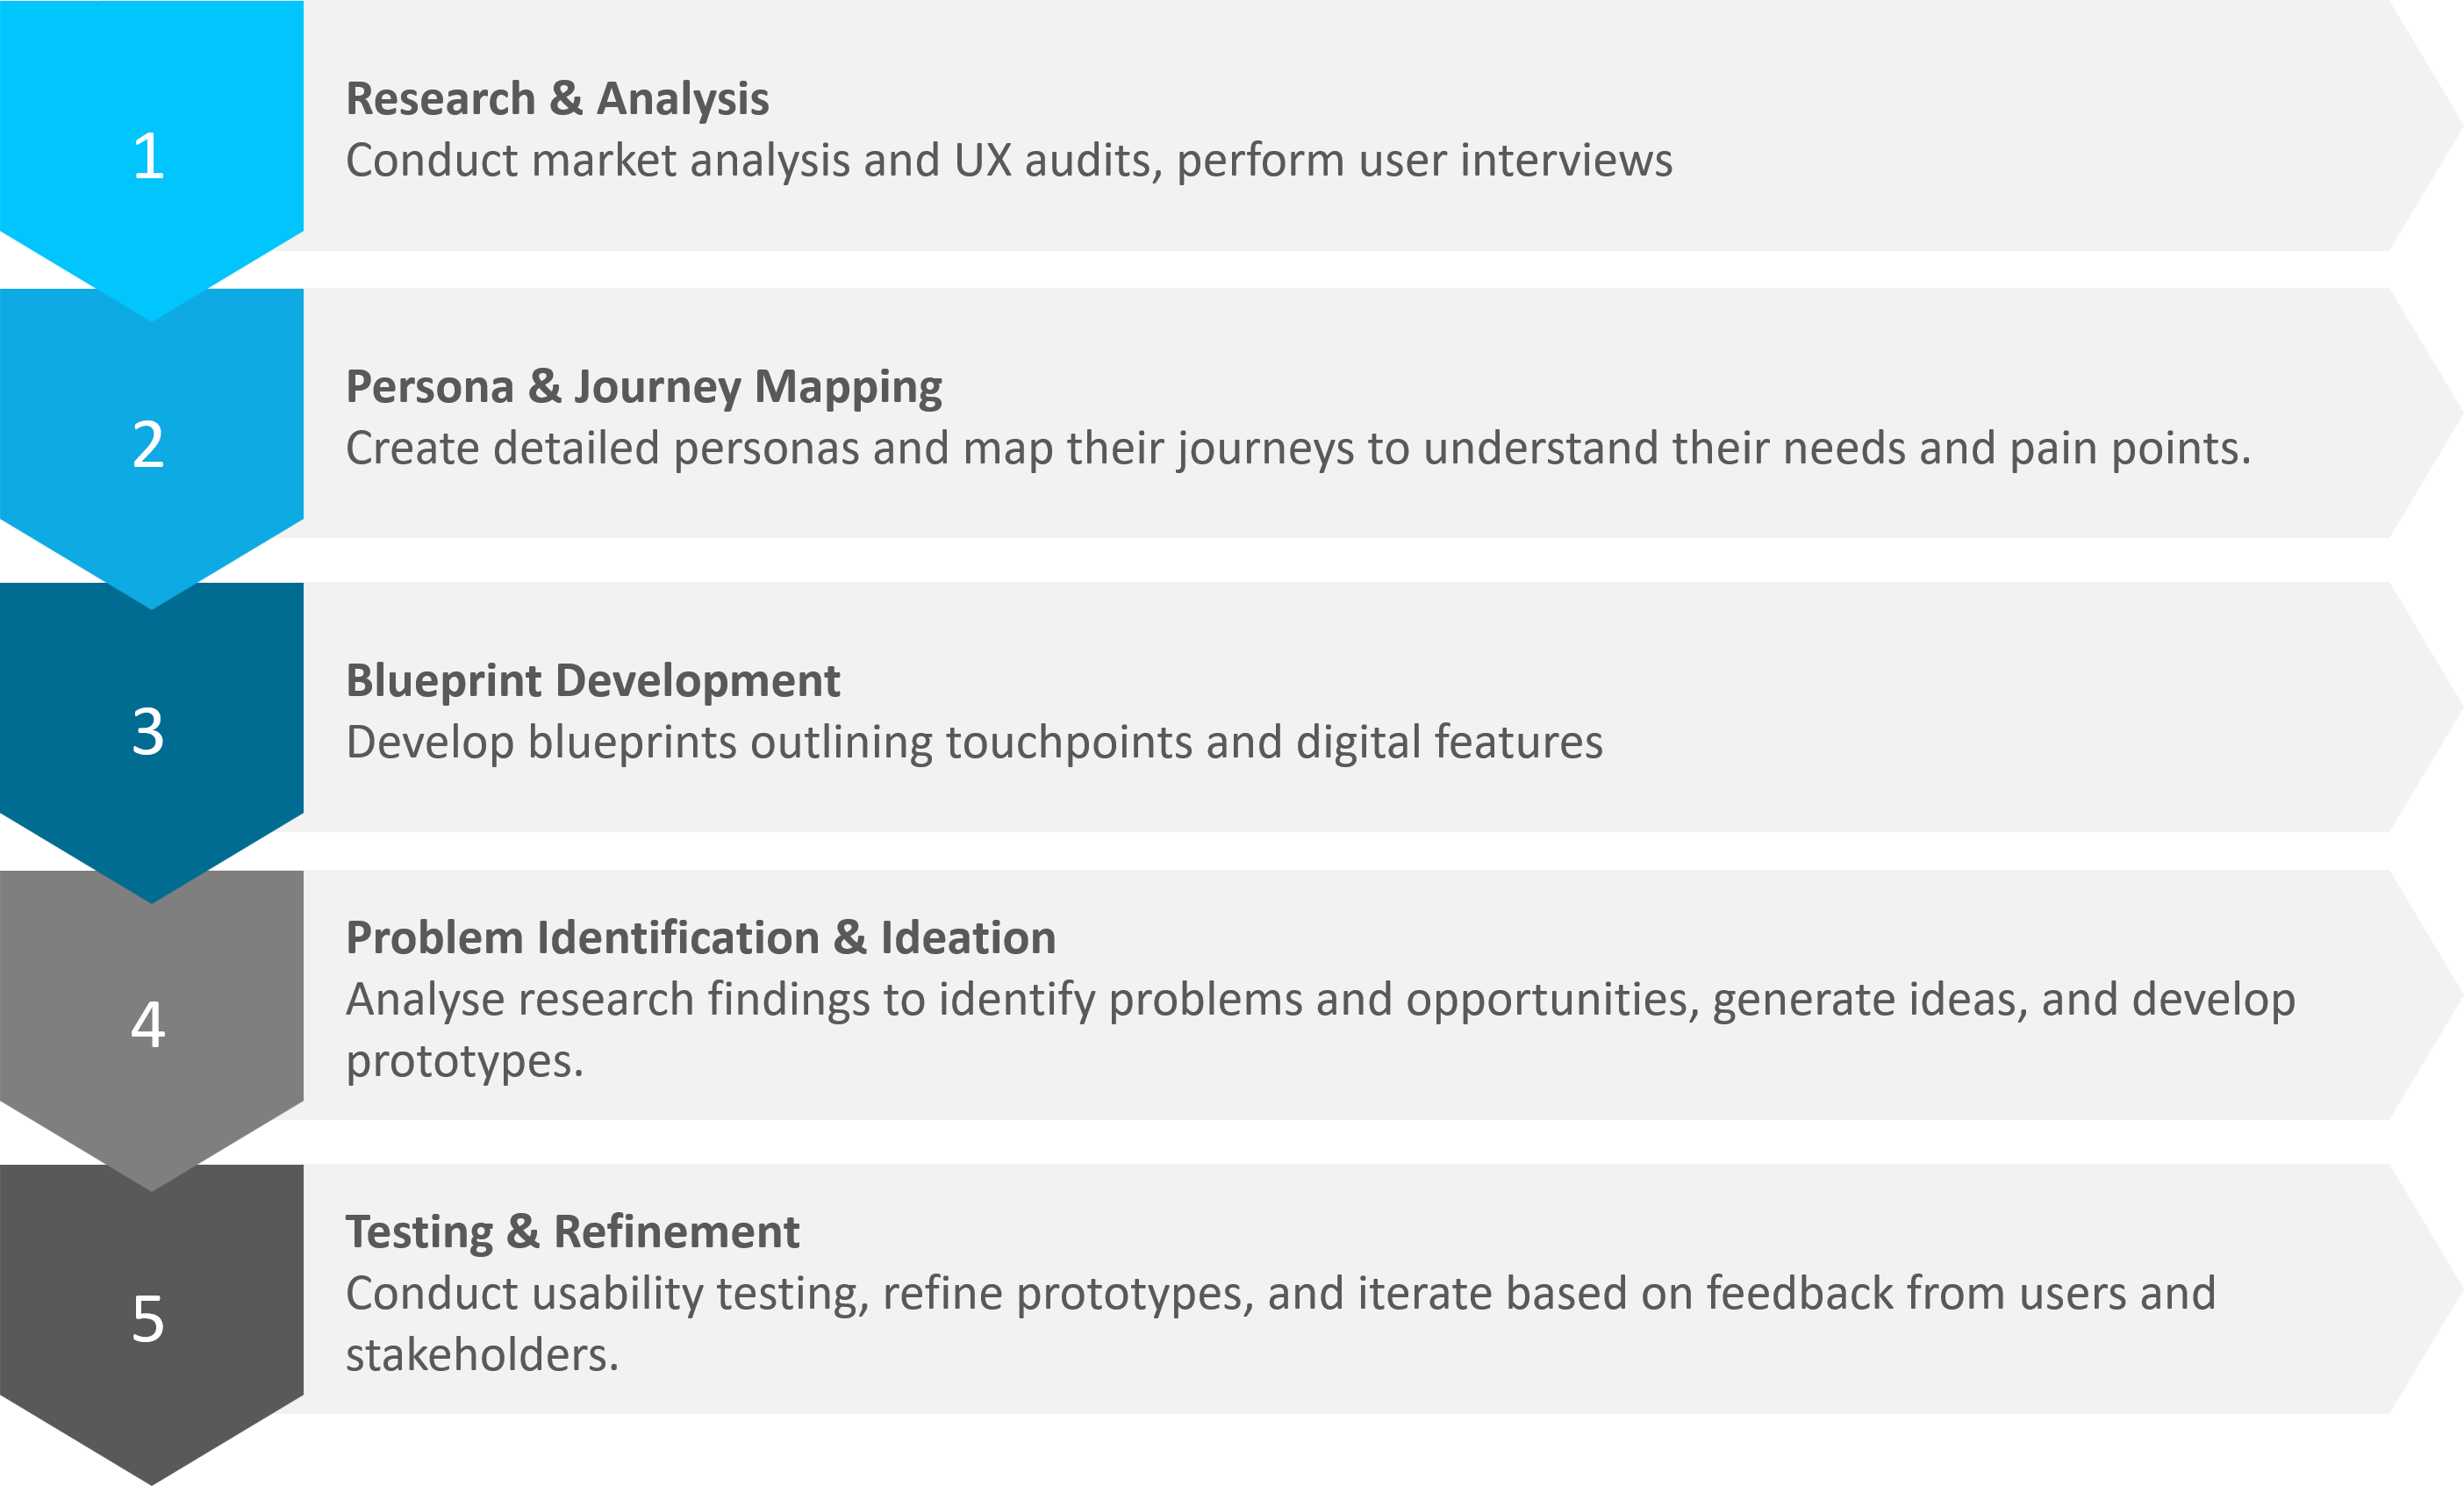 1
Research & Analysis
Conduct market analysis and UX audits, perform user interviews
2
Persona & Journey Mapping
Create detailed personas and map their journeys to understand their needs and pain points.
3
Blueprint Development
Develop blueprints outlining touchpoints and digital features
4
Problem Identification & Ideation
Analyse research findings to identify problems and opportunities, generate ideas, and develop
prototypes.
5
Testing & Refinement
Conduct usability testing, refine prototypes, and iterate based on feedback from users and
stakeholders.